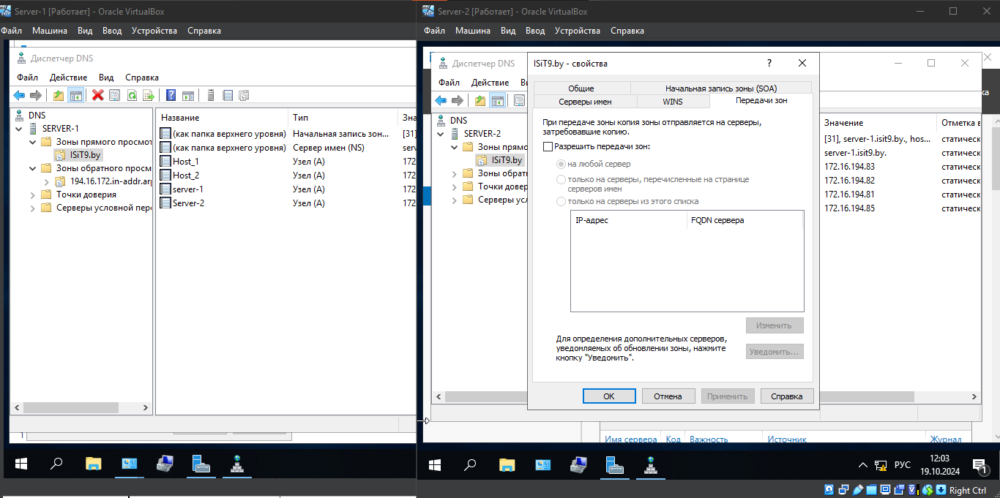 Server-1 [Работает] - Oracle VirtualBox
Файл Машина Вид Ввод Устройства Справка
Диспетчер DNS
Файл Действие Вид Справка
DNS
SERVER-1
Зоны прямого просмот
ISiT9.by
Зоны обратного просм
194.16.172.in-addr.arp
Точки доверия
Серверы условной пер
Название Тип Зна
(как папка верхнего уровня) Начальная запись зон... [31]
(как папка верхнего уровня) Сервер имен (NS) serv
Host_1 Узел (A) 172
Host_2 Узел (A) 172
server-1 Узел (A) 172
Server-2 Узел (A) 172
1
Server-2 [Работает] - Oracle VirtualBox
Файл Машина Вид Ввод Устройства Справка
Диспетчер DNS
Файл Действие Ви
DNS
SERVER-2
Зоны прямо
ISiT9.by
Зоны обрат
Точки довер
Серверы усл
ISiT9.by - свойства
?
Общие Начальная запись зоны (SOA)
Серверы имен WINS Передачи зон
При передаче зоны копия зоны отправляется на серверы,
затребовавшие копию.
Разрешить передачи зон:
на любой сервер
только на серверы, перечисленные на странице
серверов имен
только на серверы из этого списка
IP-адрес FQDN сервера
Изменить
Для определения дополнительных серверов,
уведомляемых об обновлении зоны, нажмите
кнопку "Уведомить".
Уведомить...
ОК Отмена Применить Справка
ка
Значение Отметка в
[31], server-1.isit9.by., hos... статическ
server-1.isit9.by. статическ
172.16.194.83 статическ
172.16.194.82 статическ
172.16.194.81 статическ
172.16.194.85 статическ
Имя сервера Код Важность Источник Журнал
РУС
12:03
19.10.2024
1
Right Ctrl